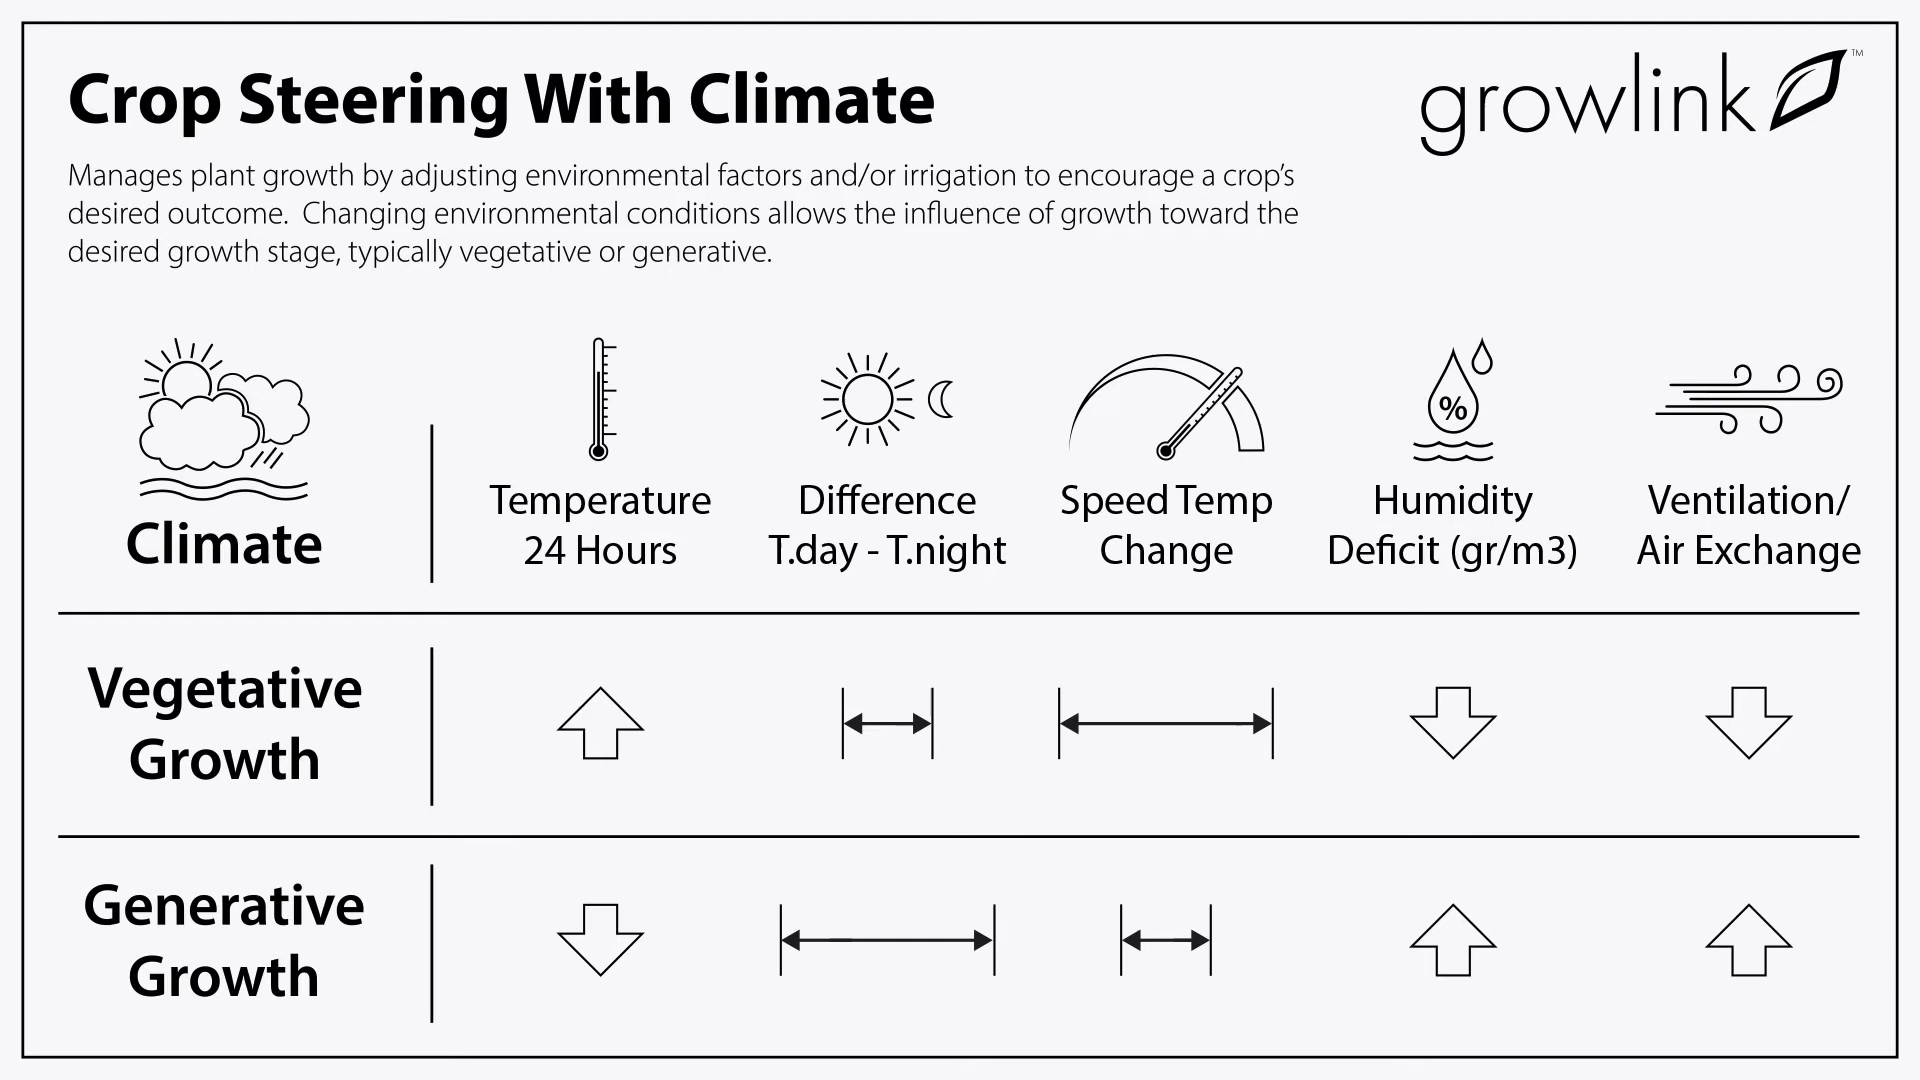 Crop Steering With Climate
growlink ™
Manages plant growth by adjusting environmental factors and/or irrigation to encourage a crop’s
desired outcome.  Changing environmental conditions allows the influence of growth toward the
desired growth stage, typically vegetative or generative.
%
Climate
Temperature
24 Hours
Difference
T.day - T.night
Speed Temp
Change
Humidity
Deficit (gr/m3)
Ventilation/
Air Exchange
Vegetative
Growth
Generative
Growth